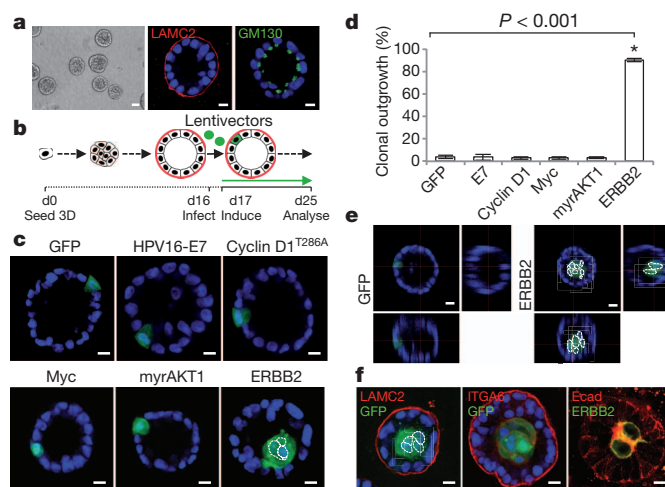 a
LAMC2
GM130
b
Lentivectors
d0
d16
d17
d25
Seed 3D
Infect
Induce
Analyse
c
GFP
HPV16-E7
Cyclin D1T286A
Myc
myrAKT1
ERBB2
d
P < 0.001
*
Clonal outgrowth (%)
100
80
60
40
20
0
GFP
E7
Cyclin D1
Myc
myrAKT1
ERBB2
e
GFP
ERBB2
f
LAMC2
GFP
ITGA6
GFP
Ecad
ERBB2